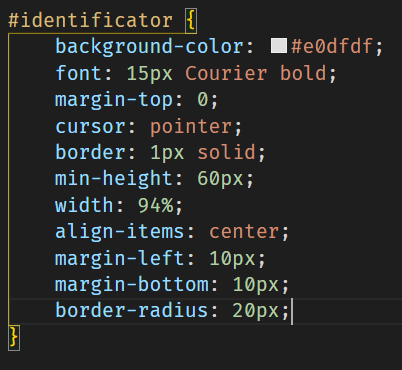 #identificator {
background-color: #e0dfdf;
font: 15px Courier bold;
margin-top: 0;
cursor: pointer;
border: 1px solid;
min-height: 60px;
width: 94%;
align-items: center;
margin-left: 10px;
margin-bottom: 10px;
border-radius: 20px;
}